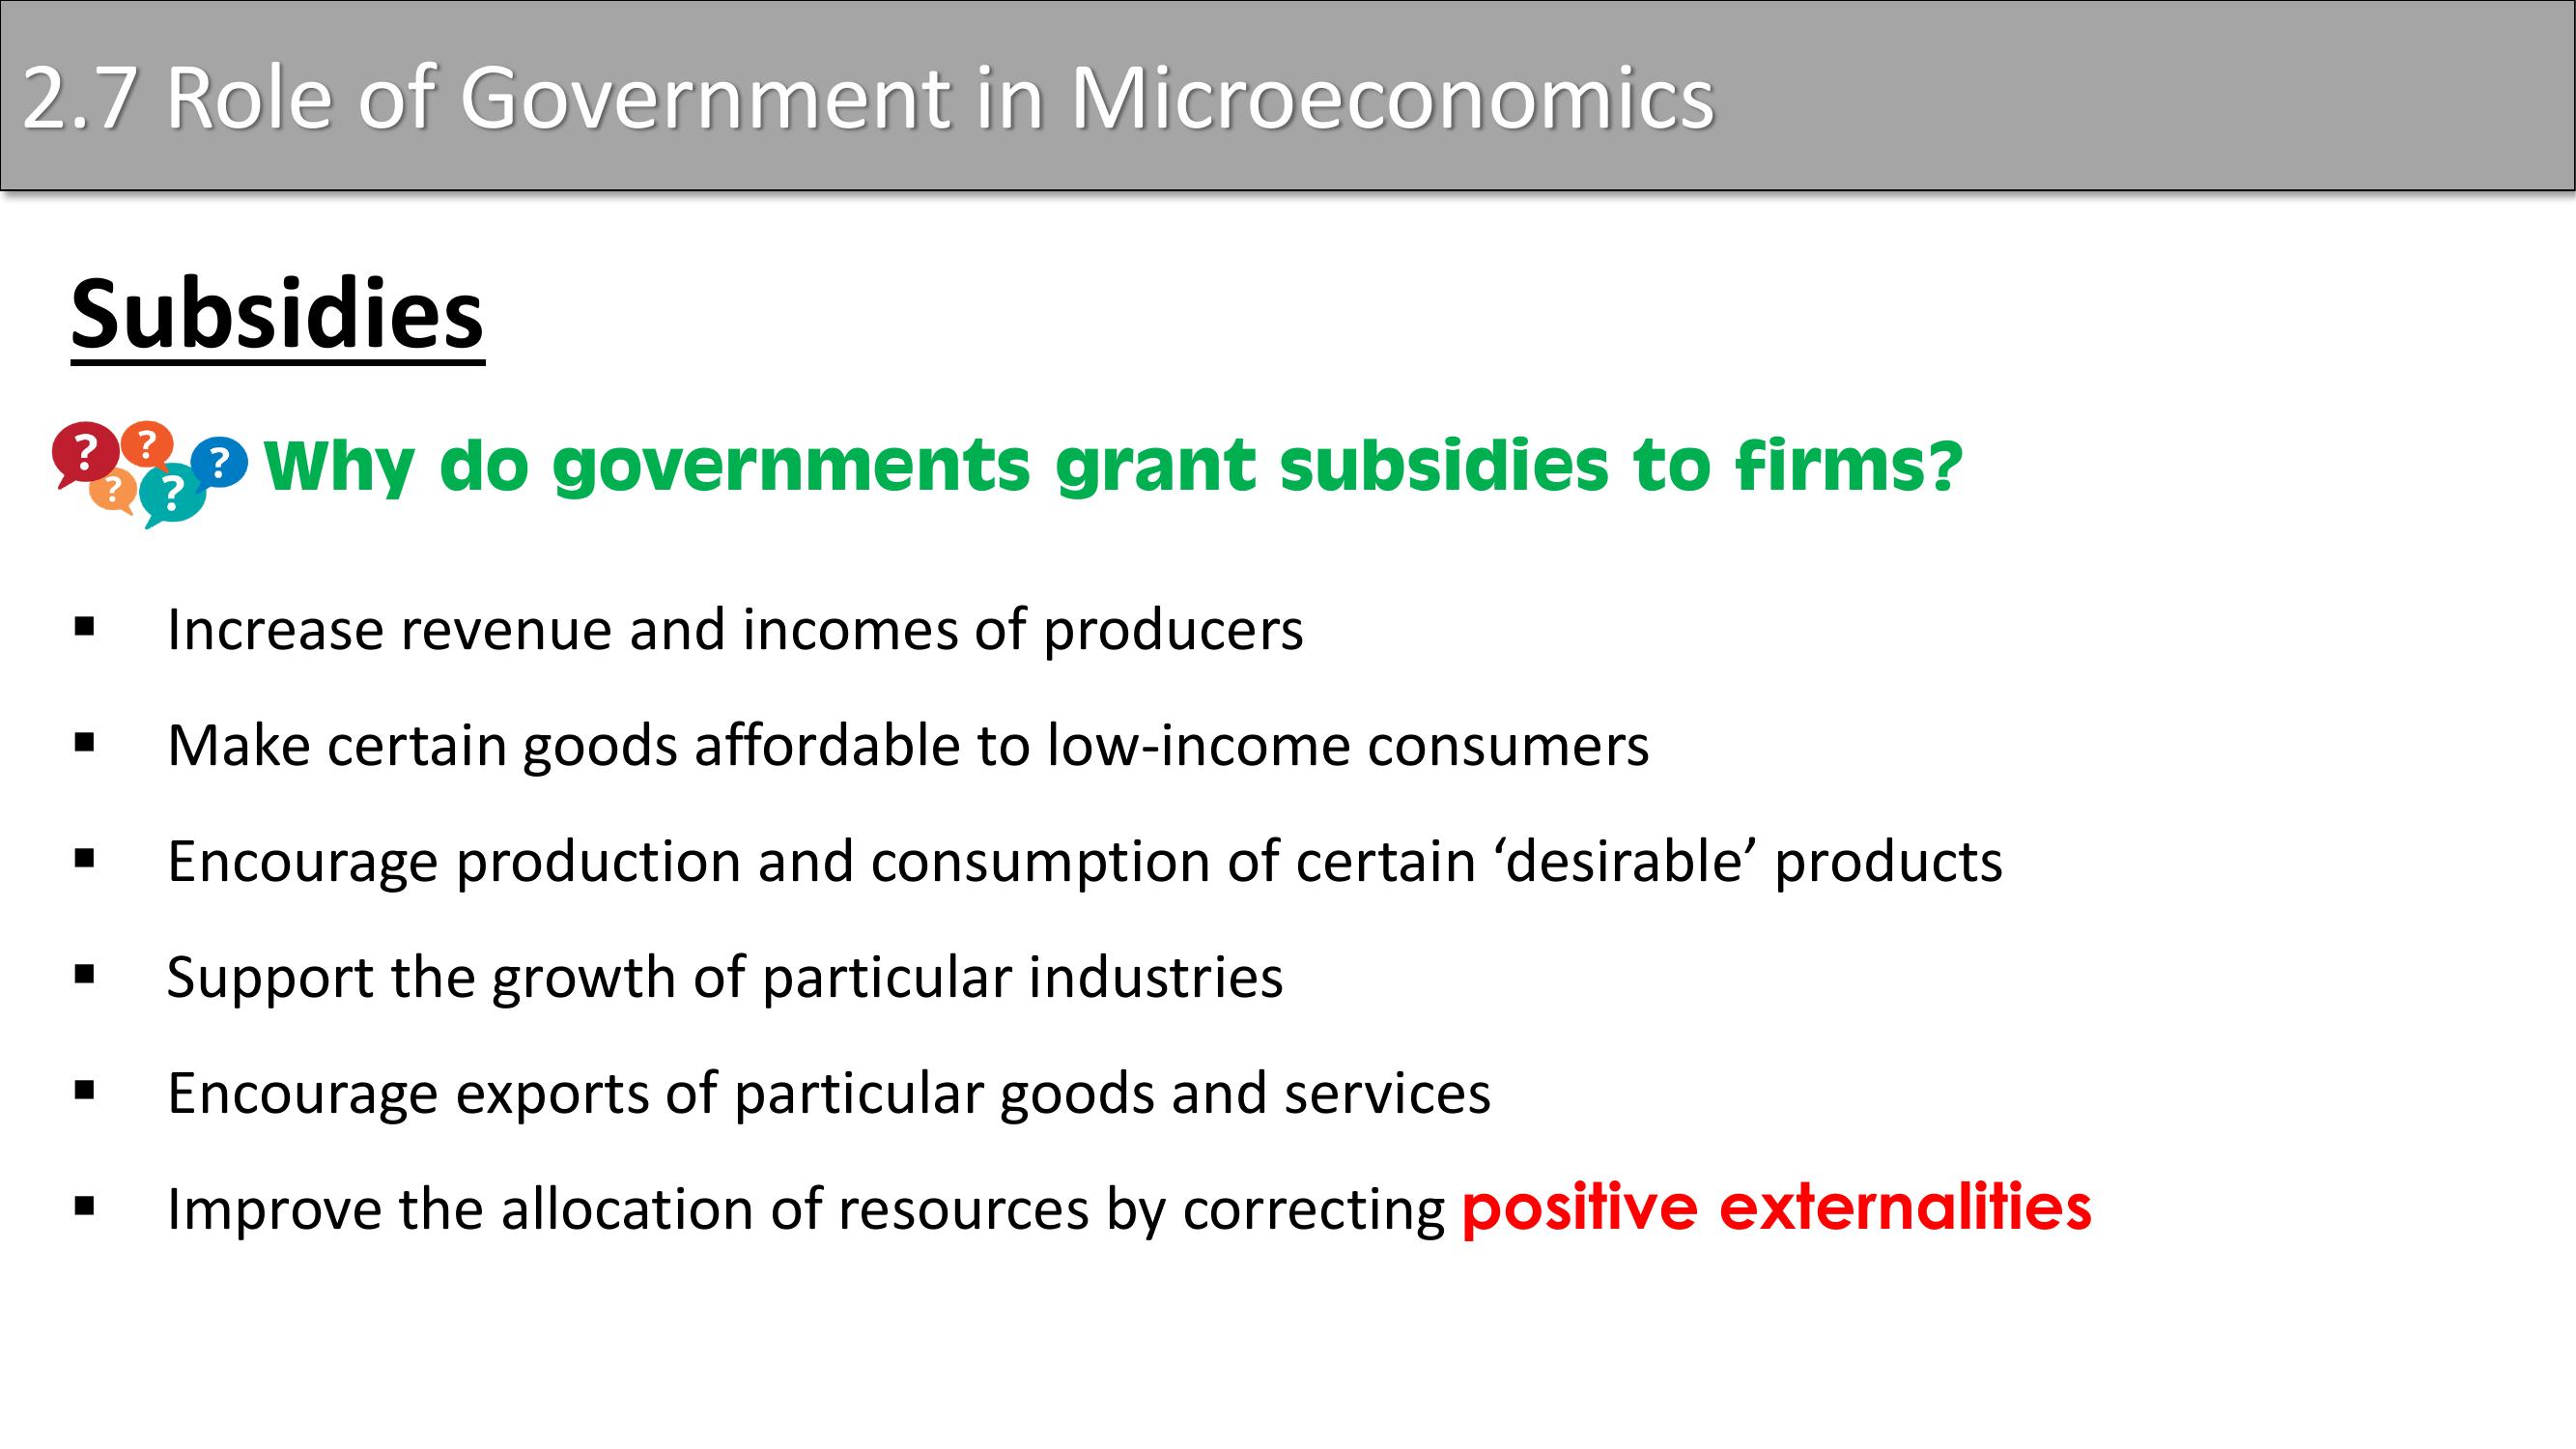 2.7 Role of Government in Microeconomics
Subsidies
? ? ? ? ?
Why do governments grant subsidies to firms?
▪ Increase revenue and incomes of producers
▪ Make certain goods affordable to low-income consumers
▪ Encourage production and consumption of certain ‘desirable’ products
▪ Support the growth of particular industries
▪ Encourage exports of particular goods and services
▪ Improve the allocation of resources by correcting positive externalities